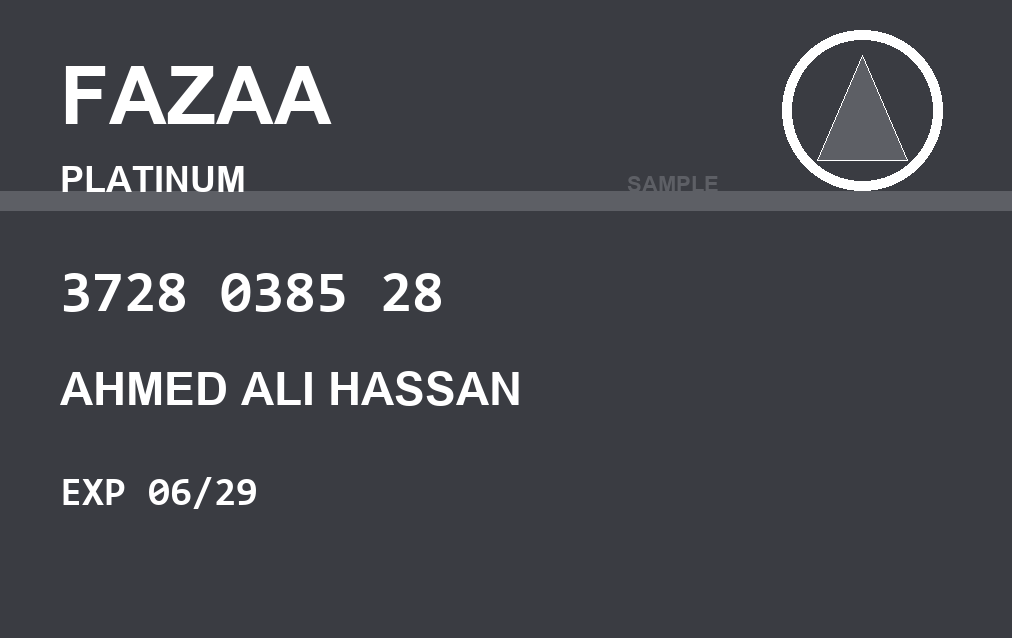 FAZAA
PLATINUM
SAMPLE
3728 0385 28
AHMED ALI HASSAN
EXP 06/29